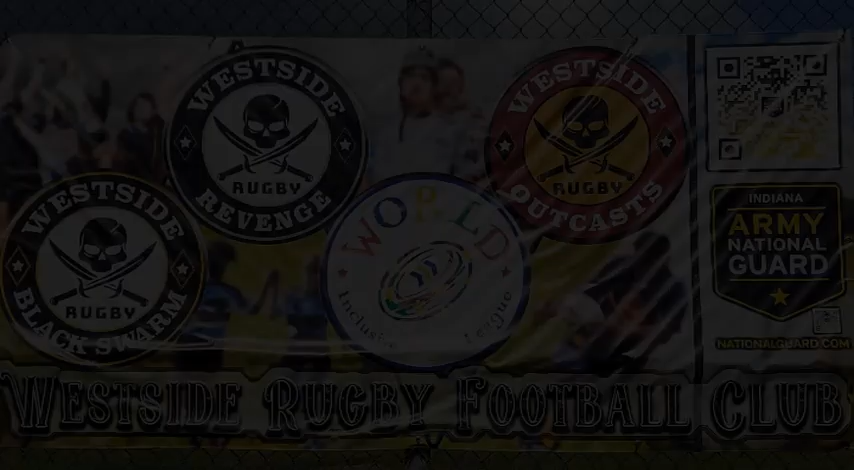 WESTSIDE
RUGBY
REVENGE
WESTSIDE
RUGBY
OUTCASTS
WESTSIDE
RUGBY
BLACK SWARM
WORLD
Inclusive League
INDIANA
ARMY
NATIONAL
GUARD
NATIONALGUARD.COM
WESTSIDE RUGBY FOOTBALL CLUB